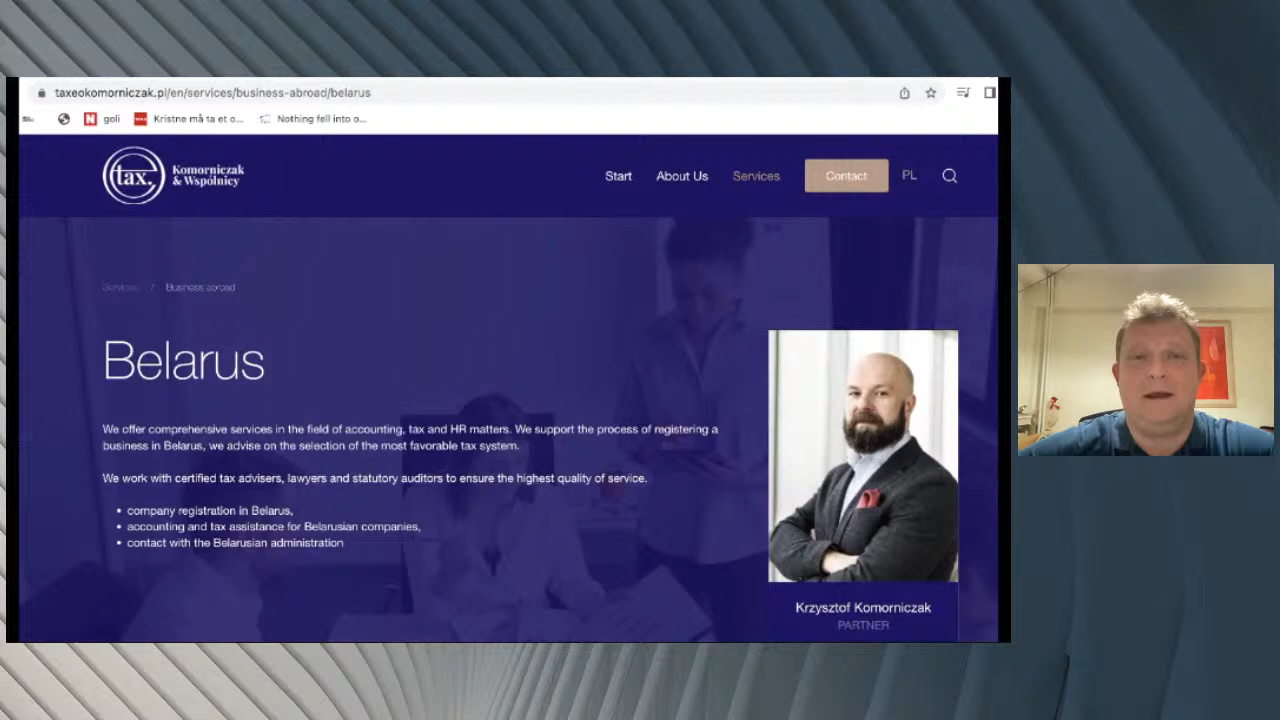 taxeokomorniczak.pl/en/services/business-abroad/belarus
goli
Kristne må ta et o...
Nothing fell into o...
tax.
Komorniczak
& Wspólnicy
Start
About Us
Services
Contact
PL
Services / Business abroad
Belarus
We offer comprehensive services in the field of accounting, tax and HR matters. We support the process of registering a
business in Belarus, we advise on the selection of the most favorable tax system.
We work with certified tax advisers, lawyers and statutory auditors to ensure the highest quality of service.
• company registration in Belarus,
• accounting and tax assistance for Belarusian companies,
• contact with the Belarusian administration
Krzysztof Komorniczak
PARTNER